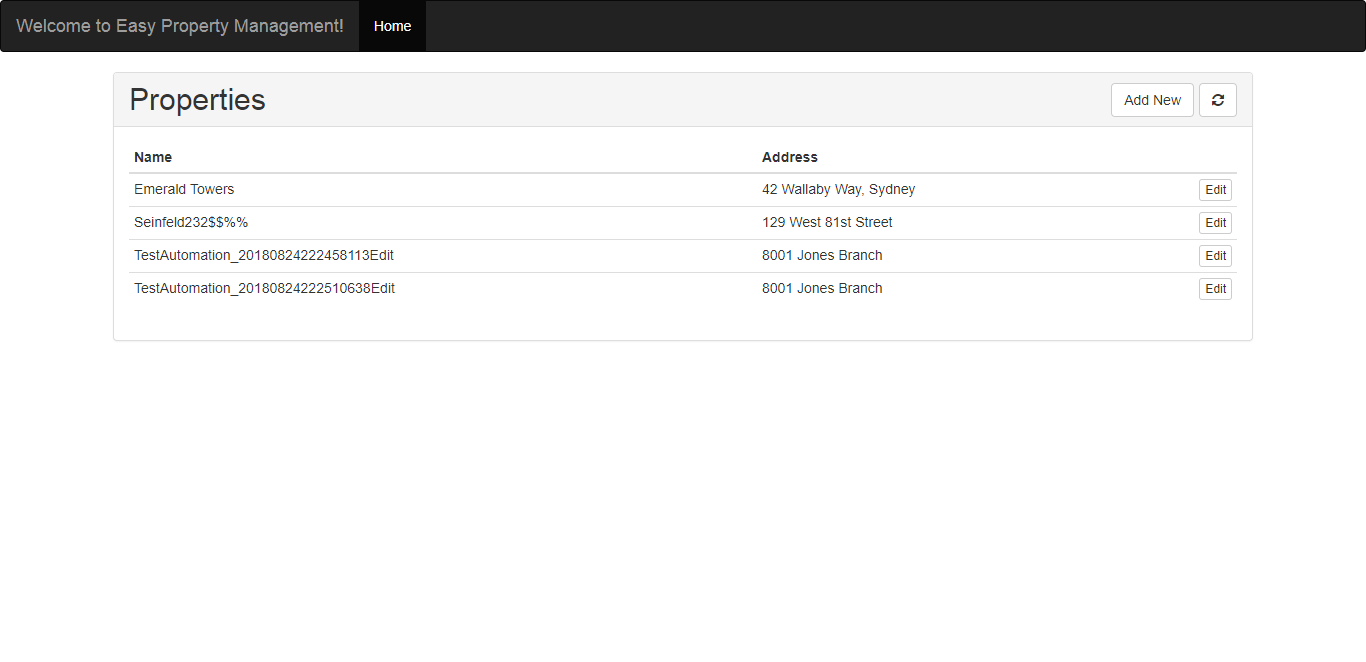 Welcome to Easy Property Management! Home
Properties Add New
Name Address
Emerald Towers 42 Wallaby Way, Sydney Edit
Seinfeld232$$%% 129 West 81st Street Edit
TestAutomation_20180824222458113Edit 8001 Jones Branch Edit
TestAutomation_20180824222510638Edit 8001 Jones Branch Edit